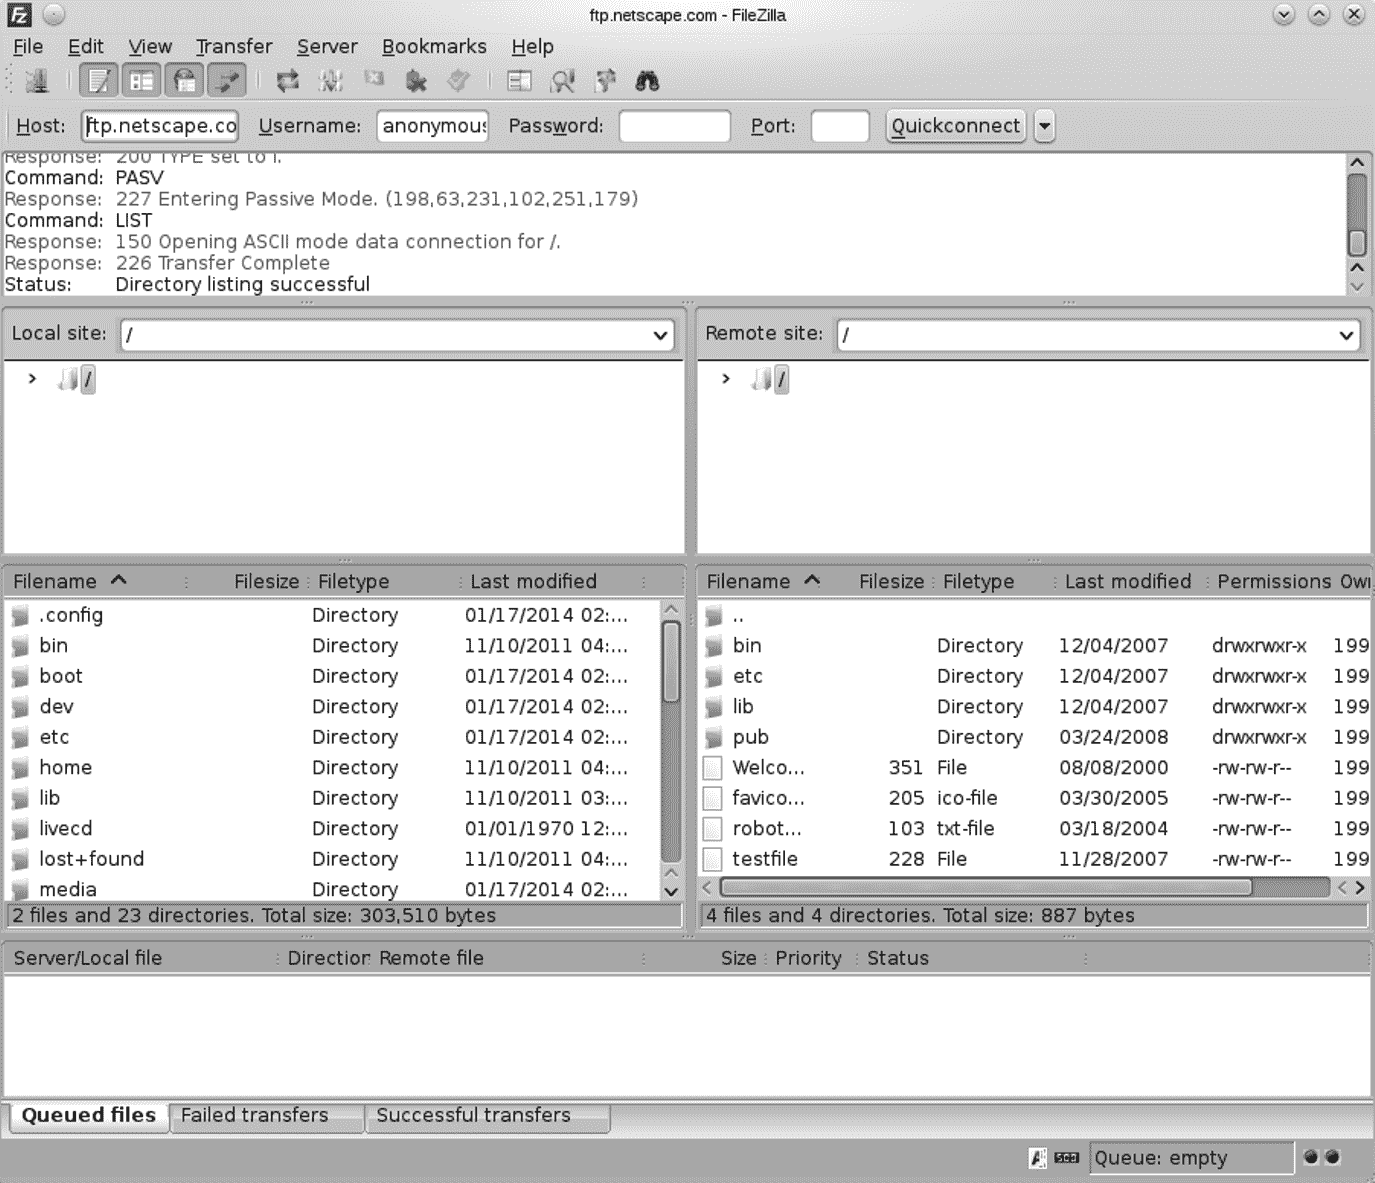 ftp.netscape.com - FileZilla
File Edit View Transfer Server Bookmarks Help
Host: ftp.netscape.co Username: anonymous Password: Port: Quickconnect
Response: 200 TYPE set to I.
Command: PASV
Response: 227 Entering Passive Mode. (198,63,231,102,251,179)
Command: LIST
Response: 150 Opening ASCII mode data connection for /.
Response: 226 Transfer Complete
Status: Directory listing successful
Local site: /
/
Remote site: /
/
Filename Filesize Filetype Last modified
.config Directory 01/17/2014 02:...
bin Directory 11/10/2011 04:...
boot Directory 01/17/2014 02:...
dev Directory 01/17/2014 02:...
etc Directory 01/17/2014 02:...
home Directory 11/10/2011 04:...
lib Directory 11/10/2011 03:...
livecd Directory 01/01/1970 12:...
lost+found Directory 11/10/2011 04:...
media Directory 01/17/2014 02:...
2 files and 23 directories. Total size: 303,510 bytes
Filename Filesize Filetype Last modified Permissions Own
..
bin Directory 12/04/2007 drwxrwxr-x 199
etc Directory 12/04/2007 drwxrwxr-x 199
lib Directory 12/04/2007 drwxrwxr-x 199
pub Directory 03/24/2008 drwxrwxr-x 199
Welco... 351 File 08/08/2000 -rw-rw-r-- 199
favico... 205 ico-file 03/30/2005 -rw-rw-r-- 199
robot... 103 txt-file 03/18/2004 -rw-rw-r-- 199
testfile 228 File 11/28/2007 -rw-rw-r-- 199
4 files and 4 directories. Total size: 887 bytes
Server/Local file Direction Remote file Size Priority Status
Queued files Failed transfers Successful transfers
Queue: empty